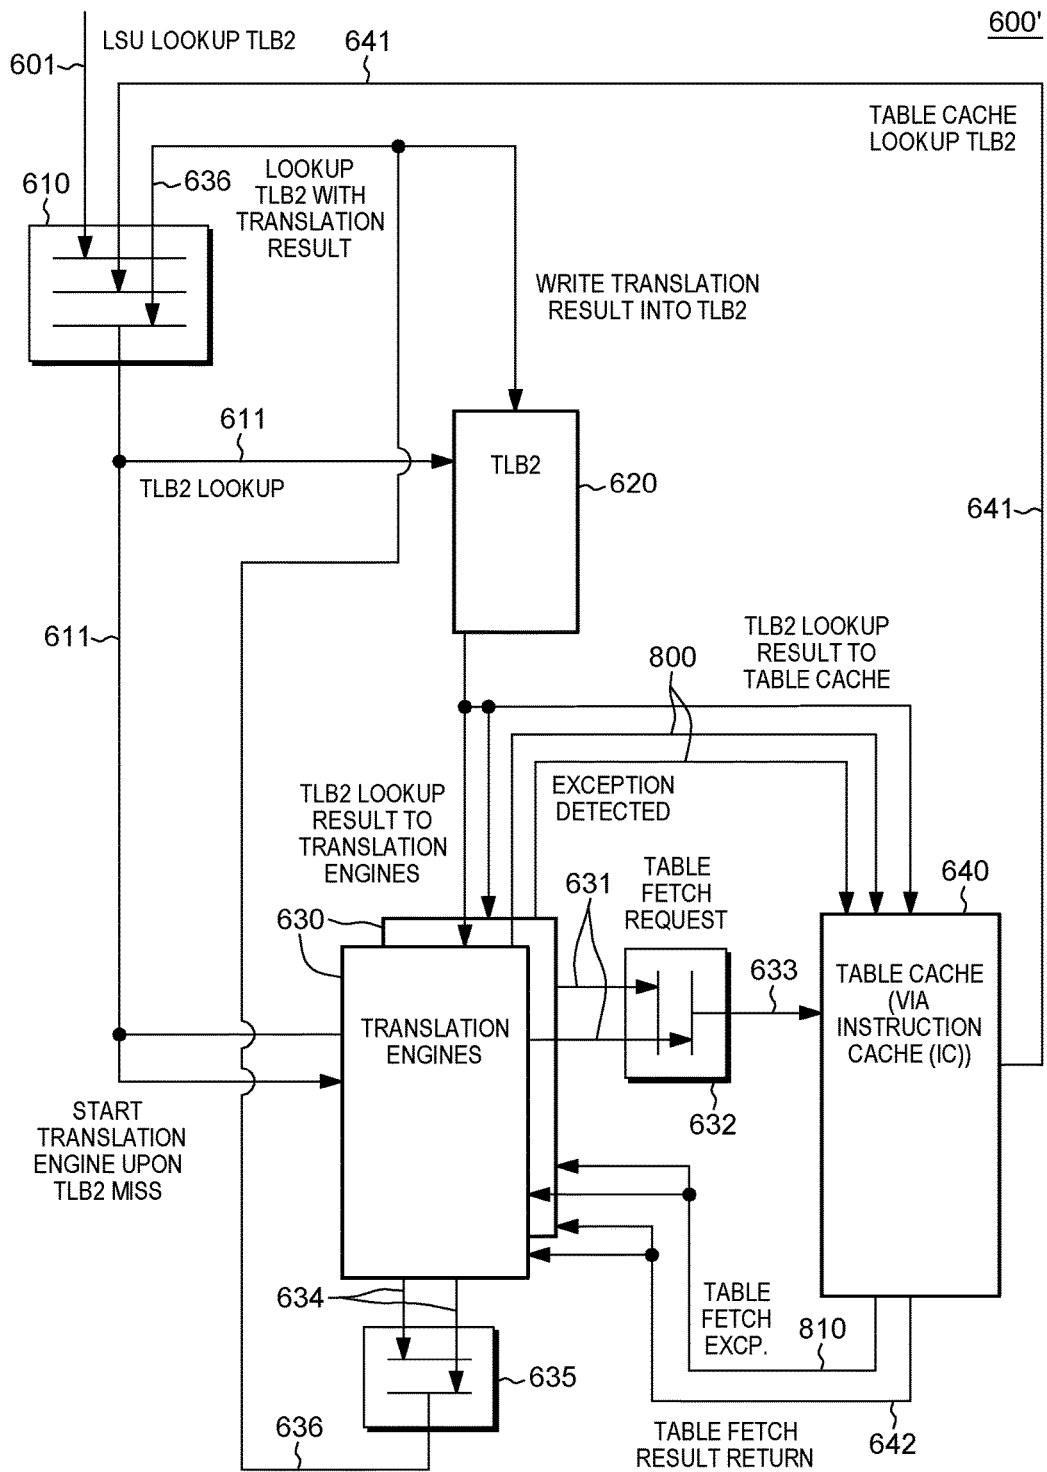 600'
LSU LOOKUP TLB2
641
601
TABLE CACHE
LOOKUP TLB2
610
636
LOOKUP
TLB2 WITH
TRANSLATION
RESULT
WRITE TRANSLATION
RESULT INTO TLB2
611
TLB2
TLB2 LOOKUP
620
641
611
TLB2 LOOKUP
RESULT TO
TABLE CACHE
800
EXCEPTION
DETECTED
TLB2 LOOKUP
RESULT TO
TRANSLATION
ENGINES
TABLE
FETCH
REQUEST
640
631
630
633
TABLE CACHE
(VIA
INSTRUCTION
CACHE (IC))
TRANSLATION
ENGINES
632
START
TRANSLATION
ENGINE UPON
TLB2 MISS
634
TABLE
FETCH
EXCP.
810
635
636
TABLE FETCH
RESULT RETURN
642